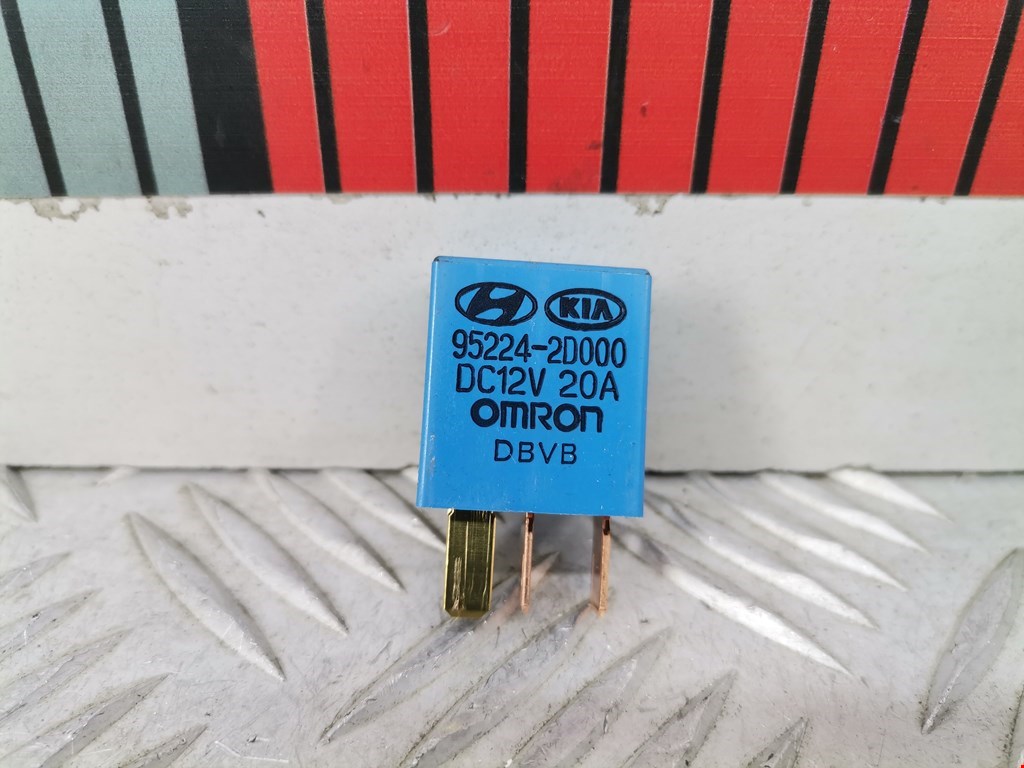 KIA
95224-2D000
DC12V 20A
OMRON
DBVB